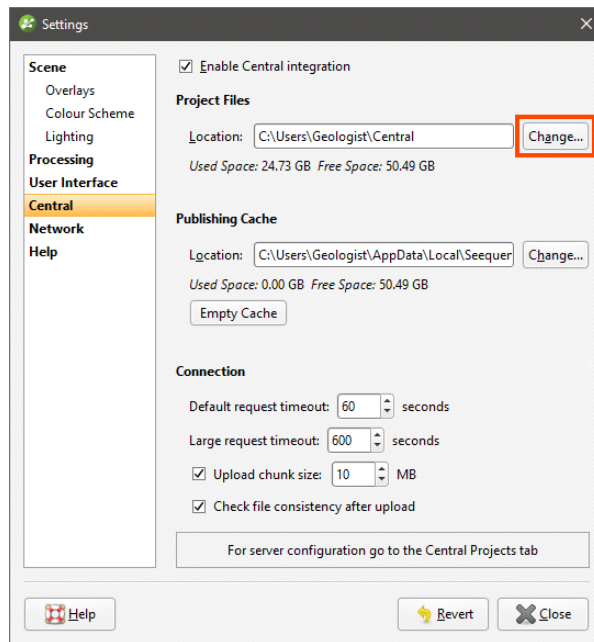 Settings
Scene
Overlays
Colour Scheme
Lighting
Processing
User Interface
Central
Network
Help
Enable Central integration
Project Files
Location: C:\Users\Geologist\Central Change...
Used Space: 24.73 GB Free Space: 50.49 GB
Publishing Cache
Location: C:\Users\Geologist\AppData\Local\Seequer Change...
Used Space: 0.00 GB Free Space: 50.49 GB
Empty Cache
Connection
Default request timeout: 60 seconds
Large request timeout: 600 seconds
Upload chunk size: 10 MB
Check file consistency after upload
For server configuration go to the Central Projects tab
Help Revert Close